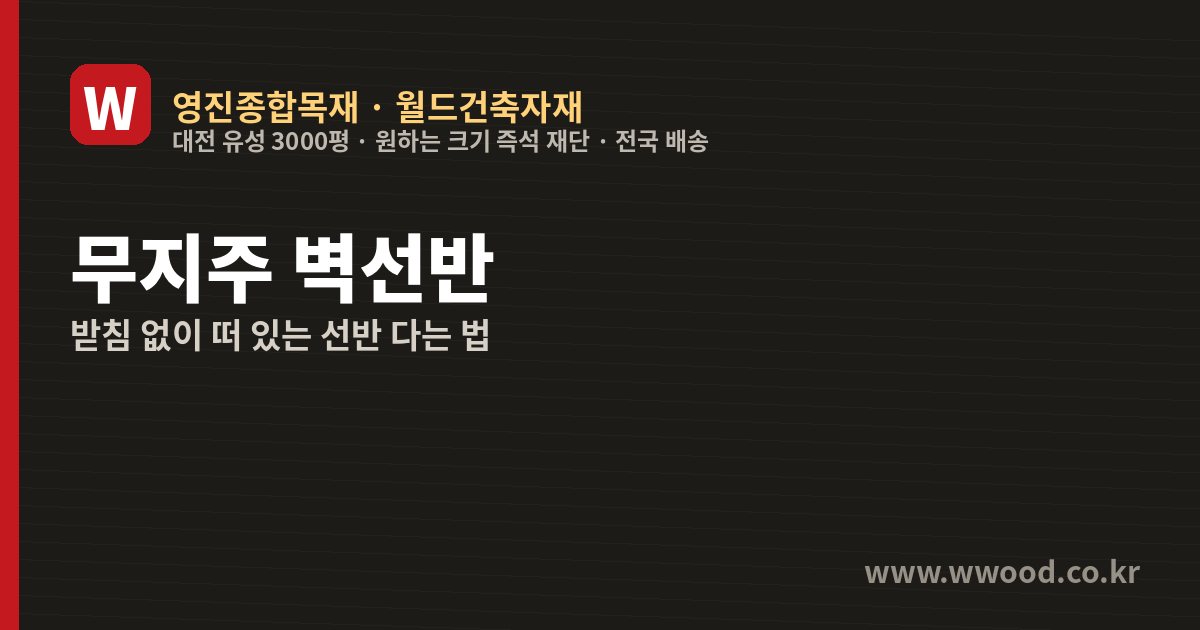 W
영진종합목재 · 월드건축자재
대전 유성 3000평 · 원하는 크기 즉석 재단 · 전국 배송
무지주 벽선반
받침 없이 떠 있는 선반 다는 법
www.wwood.co.kr